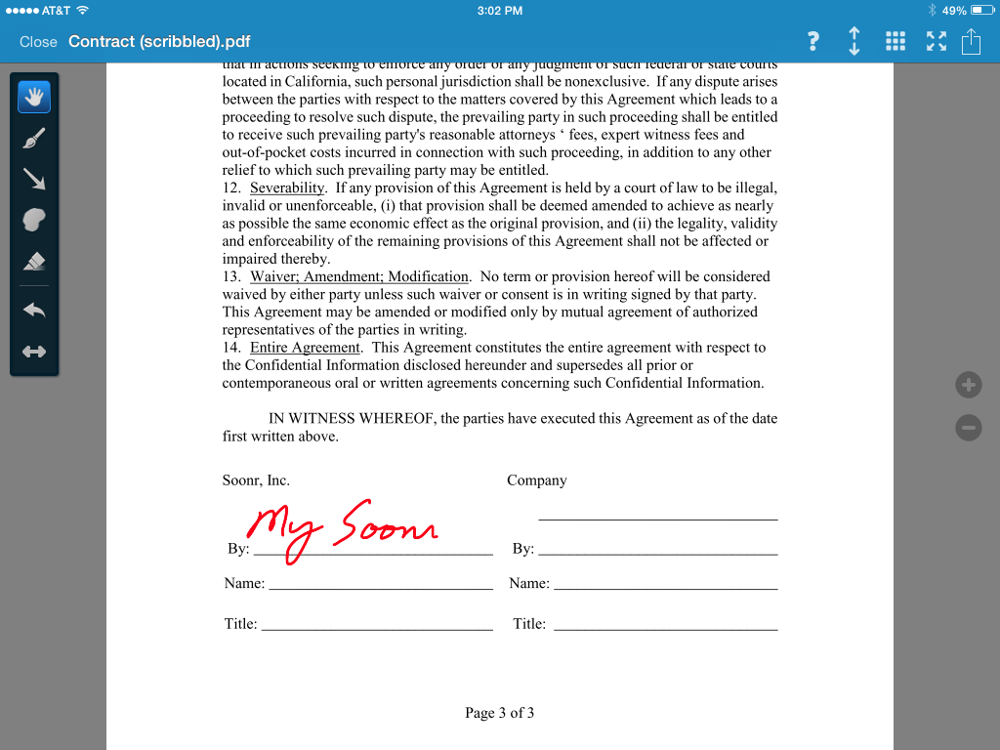 AT&T 3:02 PM 49%
Close Contract (scribbled).pdf ?
that in actions seeking to enforce any order or any judgment of such federal or state courts
located in California, such personal jurisdiction shall be nonexclusive. If any dispute arises
between the parties with respect to the matters covered by this Agreement which leads to a
proceeding to resolve such dispute, the prevailing party in such proceeding shall be entitled
to receive such prevailing party's reasonable attorneys ‘ fees, expert witness fees and
out-of-pocket costs incurred in connection with such proceeding, in addition to any other
relief to which such prevailing party may be entitled.
12. Severability. If any provision of this Agreement is held by a court of law to be illegal,
invalid or unenforceable, (i) that provision shall be deemed amended to achieve as nearly
as possible the same economic effect as the original provision, and (ii) the legality, validity
and enforceability of the remaining provisions of this Agreement shall not be affected or
impaired thereby.
13. Waiver; Amendment; Modification. No term or provision hereof will be considered
waived by either party unless such waiver or consent is in writing signed by that party.
This Agreement may be amended or modified only by mutual agreement of authorized
representatives of the parties in writing.
14. Entire Agreement. This Agreement constitutes the entire agreement with respect to
the Confidential Information disclosed hereunder and supersedes all prior or
contemporaneous oral or written agreements concerning such Confidential Information.
IN WITNESS WHEREOF, the parties have executed this Agreement as of the date
first written above.
Soonr, Inc. Company
My Soonr
By: By:
Name: Name:
Title: Title:
Page 3 of 3